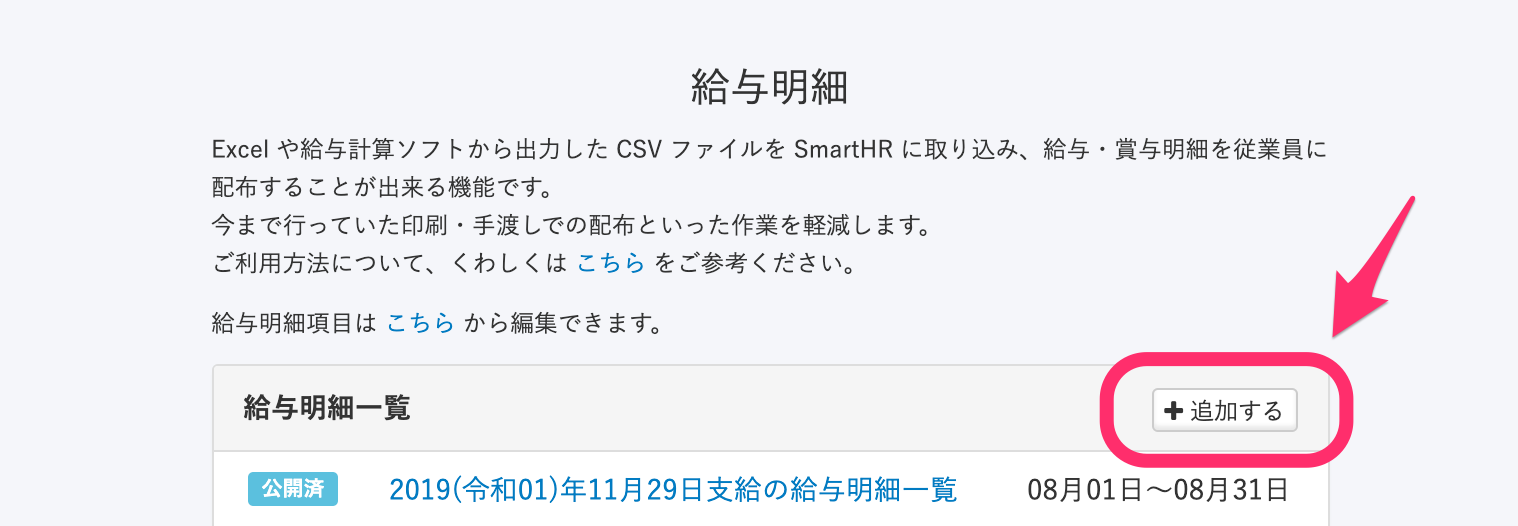 給与明細
Excel や給与計算ソフトから出力した CSV ファイルを SmartHR に取り込み、給与・賞与明細を従業員に
配布することが出来る機能です。
今まで行っていた印刷・手渡しでの配布といった作業を軽減します。
ご利用方法について、くわしくは こちら をご参考ください。
給与明細項目は こちら から編集できます。
給与明細一覧
+ 追加する
公開済 2019(令和01)年11月29日支給の給与明細一覧 08月01日〜08月31日